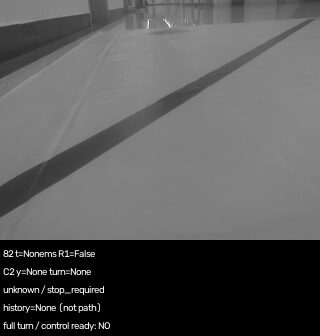 82 t=Nonems R1=False
C2 y=None turn=None
unknown / stop_required
history=None (not path)
full turn / control ready: NO